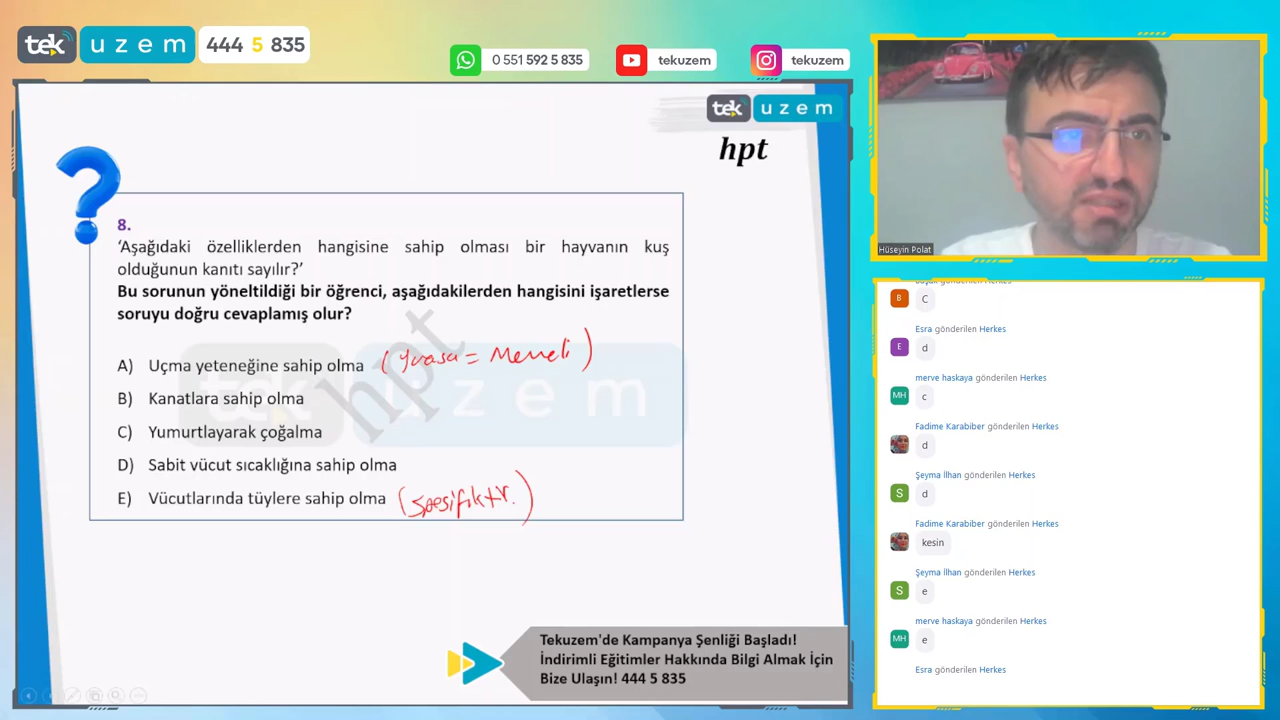 tek
uzem
444 5 835
0 551 592 5 835
tekuzem
tekuzem
tek
uzem
hpt
8.
‘Aşağıdaki özelliklerden hangisine sahip olması bir hayvanın kuş
olduğunun kanıtı sayılır?’
Bu sorunun yöneltildiği bir öğrenci, aşağıdakilerden hangisini işaretlerse
soruyu doğru cevaplamış olur?
A) Uçma yeteneğine sahip olma (yarasa = Memeli)
B) Kanatlara sahip olma
C) Yumurtlayarak çoğalma
D) Sabit vücut sıcaklığına sahip olma
E) Vücutlarında tüylere sahip olma (spesifiktir.)
hpt
uzem
Tekuzem'de Kampanya Şenliği Başladı!
İndirimli Eğitimler Hakkında Bilgi Almak İçin
Bize Ulaşın! 444 5 835
Hüseyin Polat
gönderilen Herkes
B
C
Esra gönderilen Herkes
E
d
merve haskaya gönderilen Herkes
MH
c
Fadime Karabiber gönderilen Herkes
d
Şeyma İlhan gönderilen Herkes
S
d
Fadime Karabiber gönderilen Herkes
kesin
Şeyma İlhan gönderilen Herkes
S
e
merve haskaya gönderilen Herkes
MH
e
Esra gönderilen Herkes